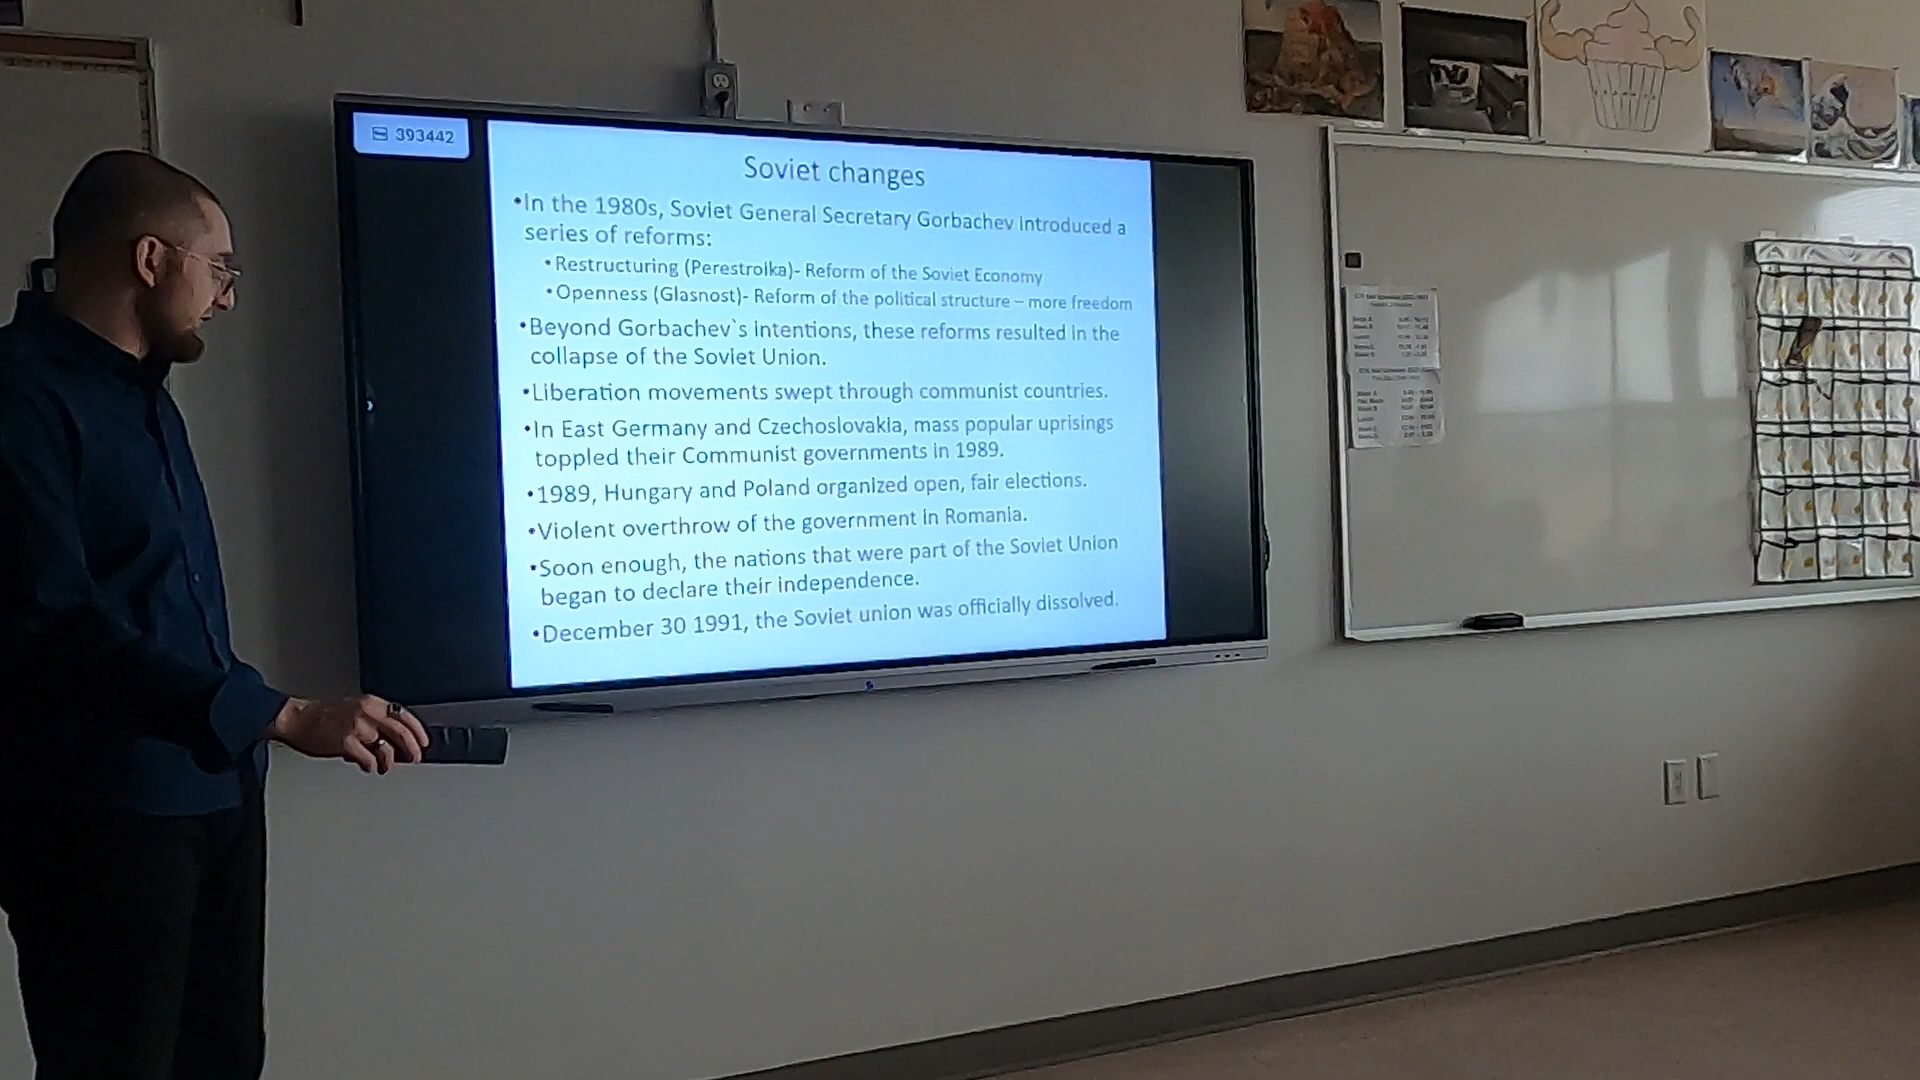 393442
Soviet changes
•In the 1980s, Soviet General Secretary Gorbachev introduced a
series of reforms:
•Restructuring (Perestroika)- Reform of the Soviet Economy
•Openness (Glasnost)- Reform of the political structure – more freedom
•Beyond Gorbachev`s intentions, these reforms resulted in the
collapse of the Soviet Union.
•Liberation movements swept through communist countries.
•In East Germany and Czechoslovakia, mass popular uprisings
toppled their Communist governments in 1989.
•1989, Hungary and Poland organized open, fair elections.
•Violent overthrow of the government in Romania.
•Soon enough, the nations that were part of the Soviet Union
began to declare their independence.
•December 30 1991, the Soviet union was officially dissolved.